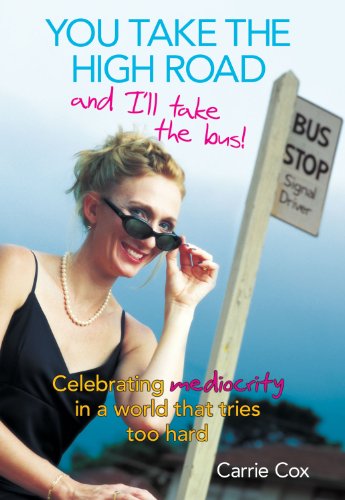 YOU TAKE THE
HIGH ROAD
and I'll take
the bus!
BUS
STOP
Signal
Driver
Celebrating mediocrity
in a world that tries
too hard
Carrie Cox